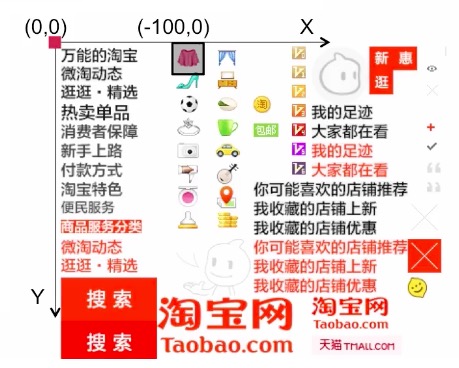 (0,0)
(-100,0)
X
万能的淘宝
微淘动态
逛逛·精选
热卖单品
消费者保障
新手上路
付款方式
淘宝特色
便民服务
商品服务分类
微淘动态
逛逛·精选
淘
包邮
新 惠
逛
我的足迹
大家都在看
我的足迹
大家都在看
你可能喜欢的店铺推荐
我收藏的店铺上新
我收藏的店铺优惠
你可能喜欢的店铺推荐
我收藏的店铺上新
我收藏的店铺优惠
Y
搜 索
搜 索
淘宝网
Taobao.com
淘宝网
Taobao.com
天猫 TMALL.COM